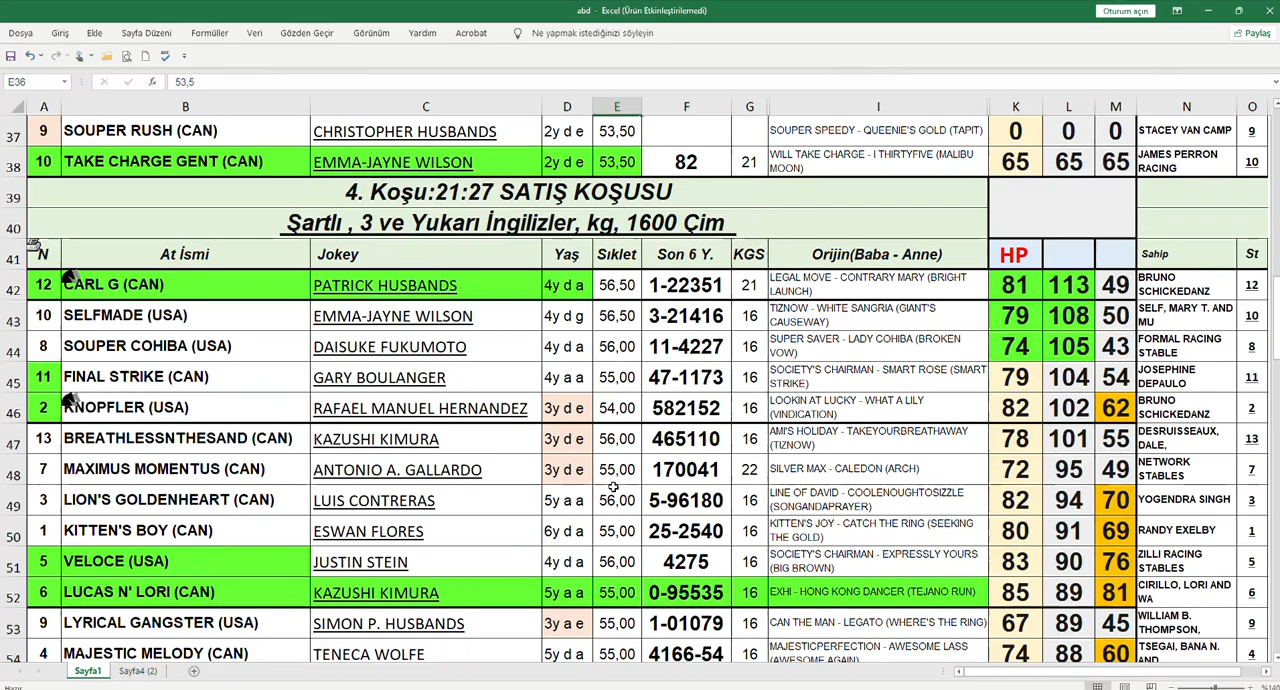 abd - Excel (Ürün Etkinleştirilemedi)
Oturum açın
Dosya Giriş Ekle Sayfa Düzeni Formüller Veri Gözden Geçir Görünüm Yardım Acrobat Ne yapmak istediğinizi söyleyin Paylaş
E36 fx 53,5
A B C D E F G I K L M N O
37 9 SOUPER RUSH (CAN) CHRISTOPHER HUSBANDS 2y d e 53,50 SOUPER SPEEDY - QUEENIE'S GOLD (TAPIT) 0 0 0 STACEY VAN CAMP 9
38 10 TAKE CHARGE GENT (CAN) EMMA-JAYNE WILSON 2y d e 53,50 82 21 WILL TAKE CHARGE - I THIRTYFIVE (MALIBU MOON) 65 65 65 JAMES PERRON RACING 10
39 4. Koşu:21:27 SATIŞ KOŞUSU
40 Şartlı , 3 ve Yukarı İngilizler, kg, 1600 Çim
41 N At İsmi Jokey Yaş Sıklet Son 6 Y. KGS Orijin(Baba - Anne) HP Sahip St
42 12 CARL G (CAN) PATRICK HUSBANDS 4y d a 56,50 1-22351 21 LEGAL MOVE - CONTRARY MARY (BRIGHT LAUNCH) 81 113 49 BRUNO SCHICKEDANZ 12
43 10 SELFMADE (USA) EMMA-JAYNE WILSON 4y d g 56,50 3-21416 16 TIZNOW - WHITE SANGRIA (GIANT'S CAUSEWAY) 79 108 50 SELF, MARY T. AND MU 10
44 8 SOUPER COHIBA (USA) DAISUKE FUKUMOTO 4y d a 56,00 11-4227 16 SUPER SAVER - LADY COHIBA (BROKEN VOW) 74 105 43 FORMAL RACING STABLE 8
45 11 FINAL STRIKE (CAN) GARY BOULANGER 4y a a 55,00 47-1173 16 SOCIETY'S CHAIRMAN - SMART ROSE (SMART STRIKE) 79 104 54 JOSEPHINE DEPAULO 11
46 2 KNOPFLER (USA) RAFAEL MANUEL HERNANDEZ 3y d e 54,00 582152 16 LOOKIN AT LUCKY - WHAT A LILY (VINDICATION) 82 102 62 BRUNO SCHICKEDANZ 2
47 13 BREATHLESSNTHESAND (CAN) KAZUSHI KIMURA 3y d e 56,00 465110 16 AMI'S HOLIDAY - TAKEYOURBREATHAWAY (TIZNOW) 78 101 55 DESRUISSEAUX, DALE, 13
48 7 MAXIMUS MOMENTUS (CAN) ANTONIO A. GALLARDO 3y d e 55,00 170041 22 SILVER MAX - CALEDON (ARCH) 72 95 49 NETWORK STABLES 7
49 3 LION'S GOLDENHEART (CAN) LUIS CONTRERAS 5y a a 56,00 5-96180 16 LINE OF DAVID - COOLENOUGHTOSIZZLE (SONGANDAPRAYER) 82 94 70 YOGENDRA SINGH 3
50 1 KITTEN'S BOY (CAN) ESWAN FLORES 6y d a 55,00 25-2540 16 KITTEN'S JOY - CATCH THE RING (SEEKING THE GOLD) 80 91 69 RANDY EXELBY 1
51 5 VELOCE (USA) JUSTIN STEIN 4y d a 56,00 4275 16 SOCIETY'S CHAIRMAN - EXPRESSLY YOURS (BIG BROWN) 83 90 76 ZILLI RACING STABLES 5
52 6 LUCAS N' LORI (CAN) KAZUSHI KIMURA 5y a a 55,00 0-95535 16 EXHI - HONG KONG DANCER (TEJANO RUN) 85 89 81 CIRILLO, LORI AND WA 6
53 9 LYRICAL GANGSTER (USA) SIMON P. HUSBANDS 3y a e 55,00 1-01079 16 CAN THE MAN - LEGATO (WHERE'S THE RING) 67 89 45 WILLIAM B. THOMPSON, 9
54 4 MAJESTIC MELODY (CAN) TENECA WOLFE 5y d a 55,00 4166-54 16 MAJESTICPERFECTION - AWESOME LASS (AWESOME AGAIN) 74 88 60 TSEGAI, BANA N. AND 4
Sayfa1 Sayfa4 (2)
Hazır %140